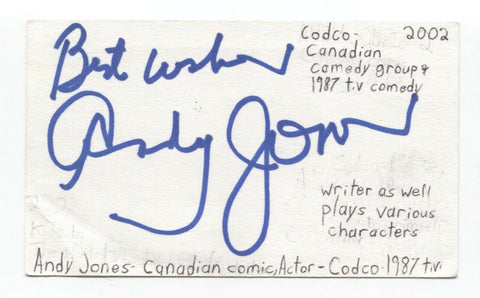 Codco- 2002
Canadian
comedy group &
1987 t.v comedy
Best wishes
Andy Jones
writer as well
plays various
characters
Andy Jones- Canadian comic, Actor - Codco-1987 t.v.